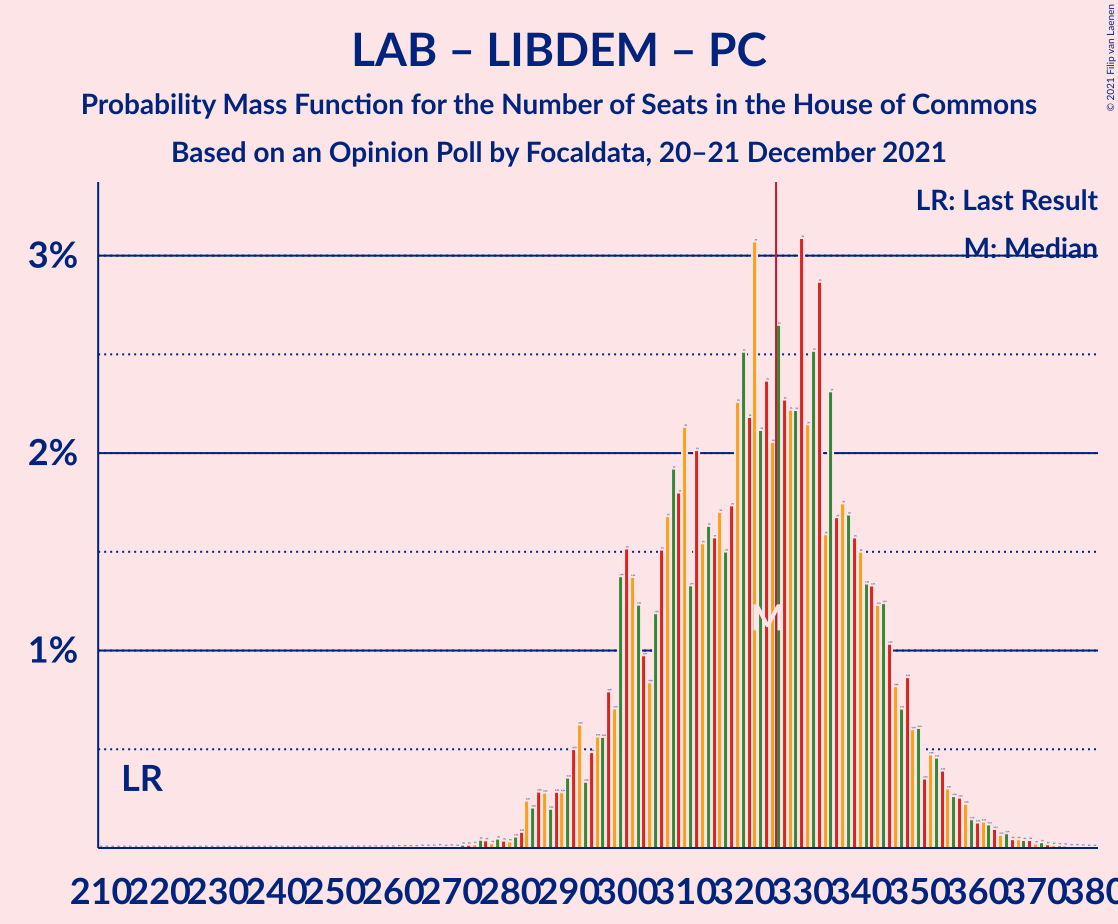 LAB – LIBDEM – PC
Probability Mass Function for the Number of Seats in the House of Commons
Based on an Opinion Poll by Focaldata, 20–21 December 2021
© 2021 Filip van Laenen
LR: Last Result
M: Median
3%
2%
1%
M
LR
210 220 230 240 250 260 270 280 290 300 310 320 330 340 350 360 370 380